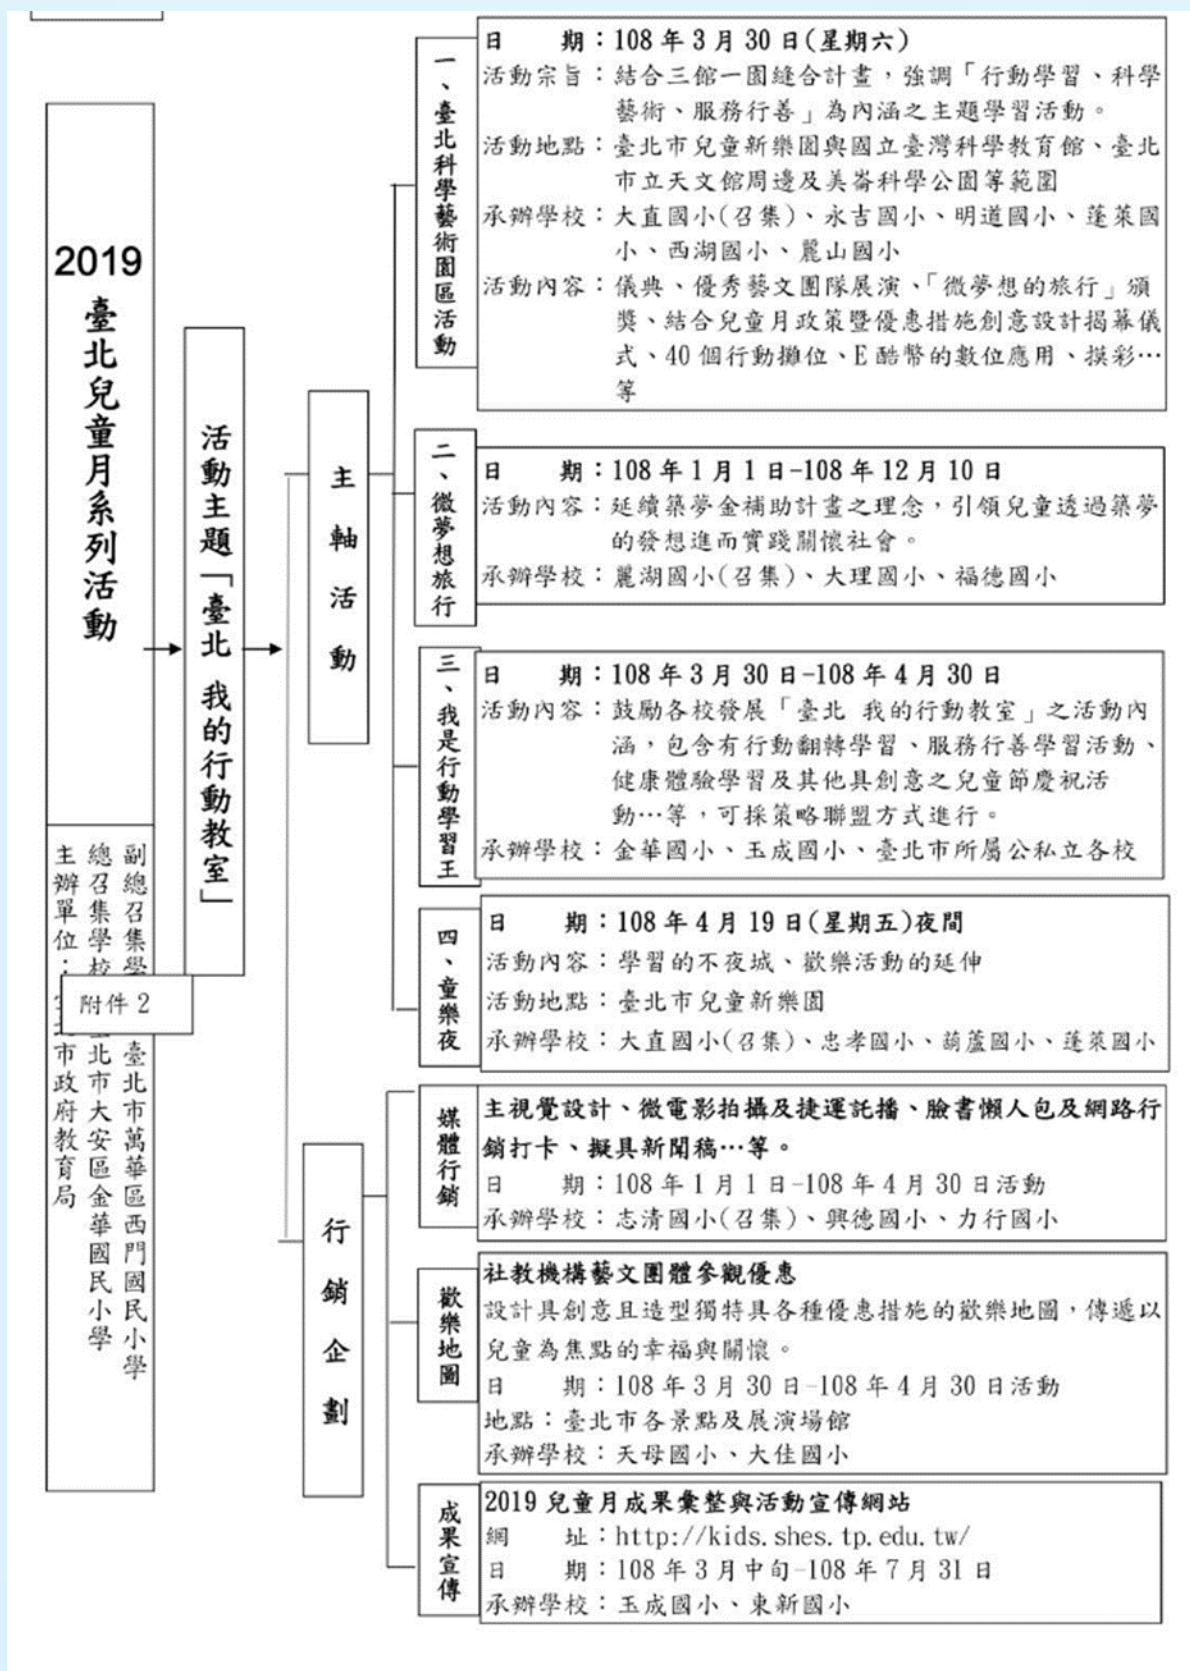 2019
臺北兒童月系列活動
主辦單位：
市政府教育局
總召集學校
北市大安區金華國民小學
副總召集學
臺北市萬華區西門國民小學
附件 2
活動主題「臺北 我的行動教室」
主軸活動
一、臺北科學藝術園區活動
日　　期：108 年 3 月 30 日(星期六)
活動宗旨：結合三館一園縫合計畫，強調「行動學習、科學
藝術、服務行善」為內涵之主題學習活動。
活動地點：臺北市兒童新樂園與國立臺灣科學教育館、臺北
市立天文館周邊及美崙科學公園等範圍
承辦學校：大直國小(召集)、永吉國小、明道國小、蓬萊國
小、西湖國小、麗山國小
活動內容：儀典、優秀藝文團隊展演、「微夢想的旅行」頒
獎、結合兒童月政策暨優惠措施創意設計揭幕儀
式、40 個行動攤位、E 酷幣的數位應用、摸彩…
等
二、微夢想旅行
日　　期：108 年 1 月 1 日-108 年 12 月 10 日
活動內容：延續築夢金補助計畫之理念，引領兒童透過築夢
的發想進而實踐關懷社會。
承辦學校：麗湖國小(召集)、大理國小、福德國小
三、我是行動學習王
日　　期：108 年 3 月 30 日-108 年 4 月 30 日
活動內容：鼓勵各校發展「臺北 我的行動教室」之活動內
涵，包含有行動翻轉學習、服務行善學習活動、
健康體驗學習及其他具創意之兒童節慶祝活
動…等，可採策略聯盟方式進行。
承辦學校：金華國小、玉成國小、臺北市所屬公私立各校
四、童樂夜
日　　期：108 年 4 月 19 日(星期五)夜間
活動內容：學習的不夜城、歡樂活動的延伸
活動地點：臺北市兒童新樂園
承辦學校：大直國小(召集)、忠孝國小、葫蘆國小、蓬萊國小
行銷企劃
媒體行銷
主視覺設計、微電影拍攝及捷運託播、臉書懶人包及網路行
銷打卡、擬具新聞稿…等。
日　　期：108 年 1 月 1 日-108 年 4 月 30 日活動
承辦學校：志清國小(召集)、興德國小、力行國小
歡樂地圖
社教機構藝文團體參觀優惠
設計具創意且造型獨特具各種優惠措施的歡樂地圖，傳遞以
兒童為焦點的幸福與關懷。
日　　期：108 年 3 月 30 日-108 年 4 月 30 日活動
地點：臺北市各景點及展演場館
承辦學校：天母國小、大佳國小
成果宣傳
2019 兒童月成果彙整與活動宣傳網站
網　　址：http://kids.shes.tp.edu.tw/
日　　期：108 年 3 月中旬-108 年 7 月 31 日
承辦學校：玉成國小、東新國小